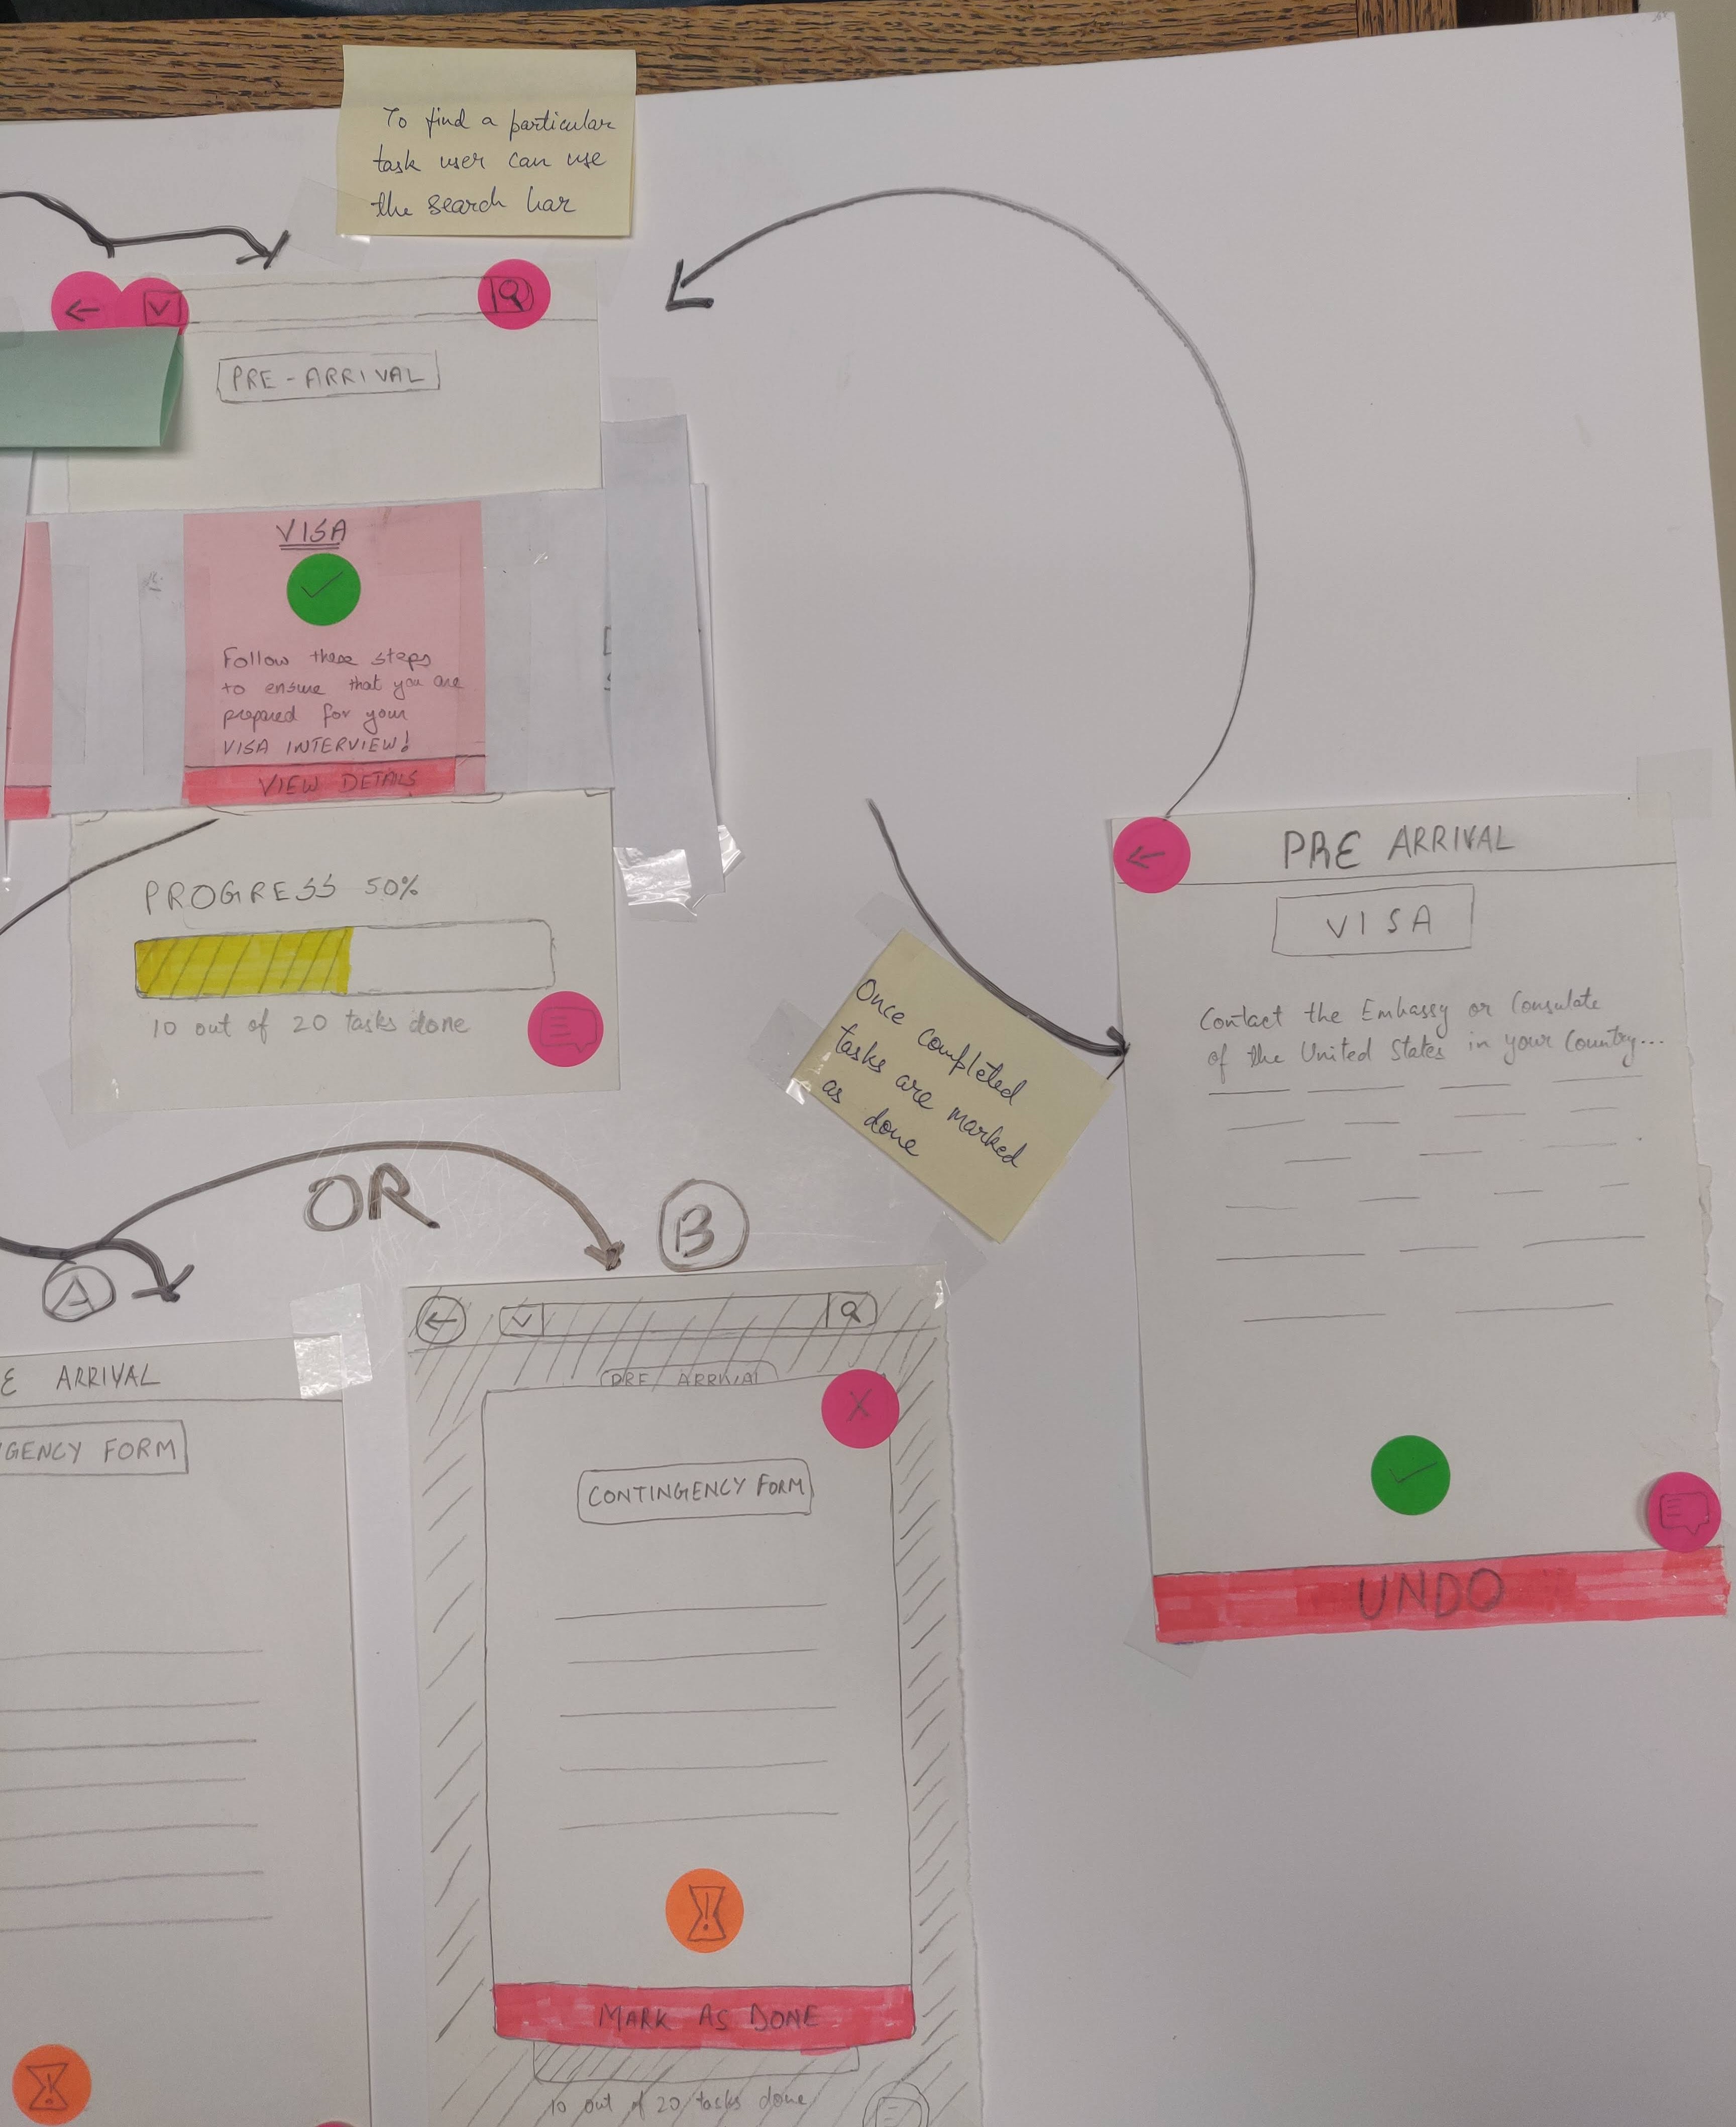 To find a particular
task user can use
the search bar
PRE-ARRIVAL
VISA
Follow these steps
to ensure that you are
prepared for your
VISA INTERVIEW!
VIEW DETAILS
PROGRESS 50%
10 out of 20 tasks done
Once completed
tasks are marked
as done
PRE ARRIVAL
VISA
Contact the Embassy or Consulate
of the United States in your Country...
UNDO
OR
A
B
E ARRIVAL
GENCY FORM
PRE ARRIVAL
X
CONTINGENCY FORM
MARK AS DONE
10 out of 20 tasks done